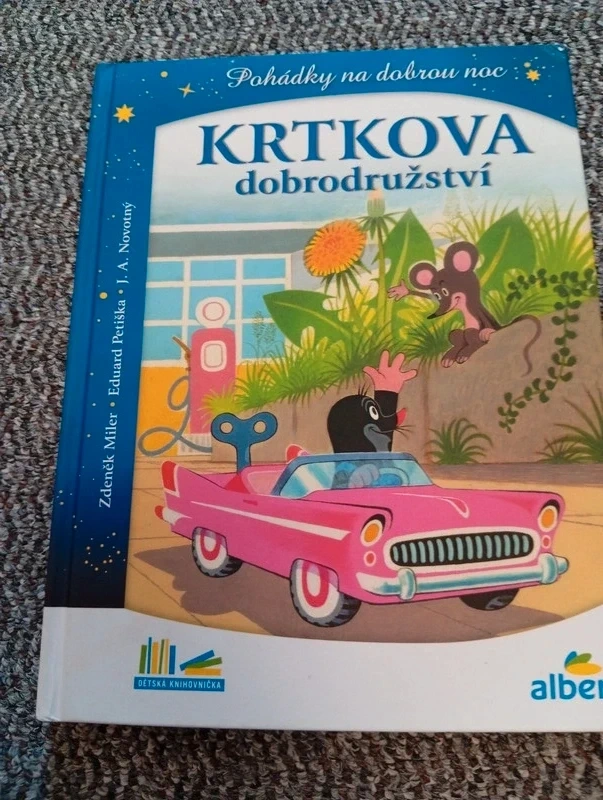 Pohádky na dobrou noc
KRTKOVA
dobrodružství
Zdeněk Miler • Eduard Petiška • J. A. Novotný
DĚTSKÁ KNIHOVNIČKA
alber